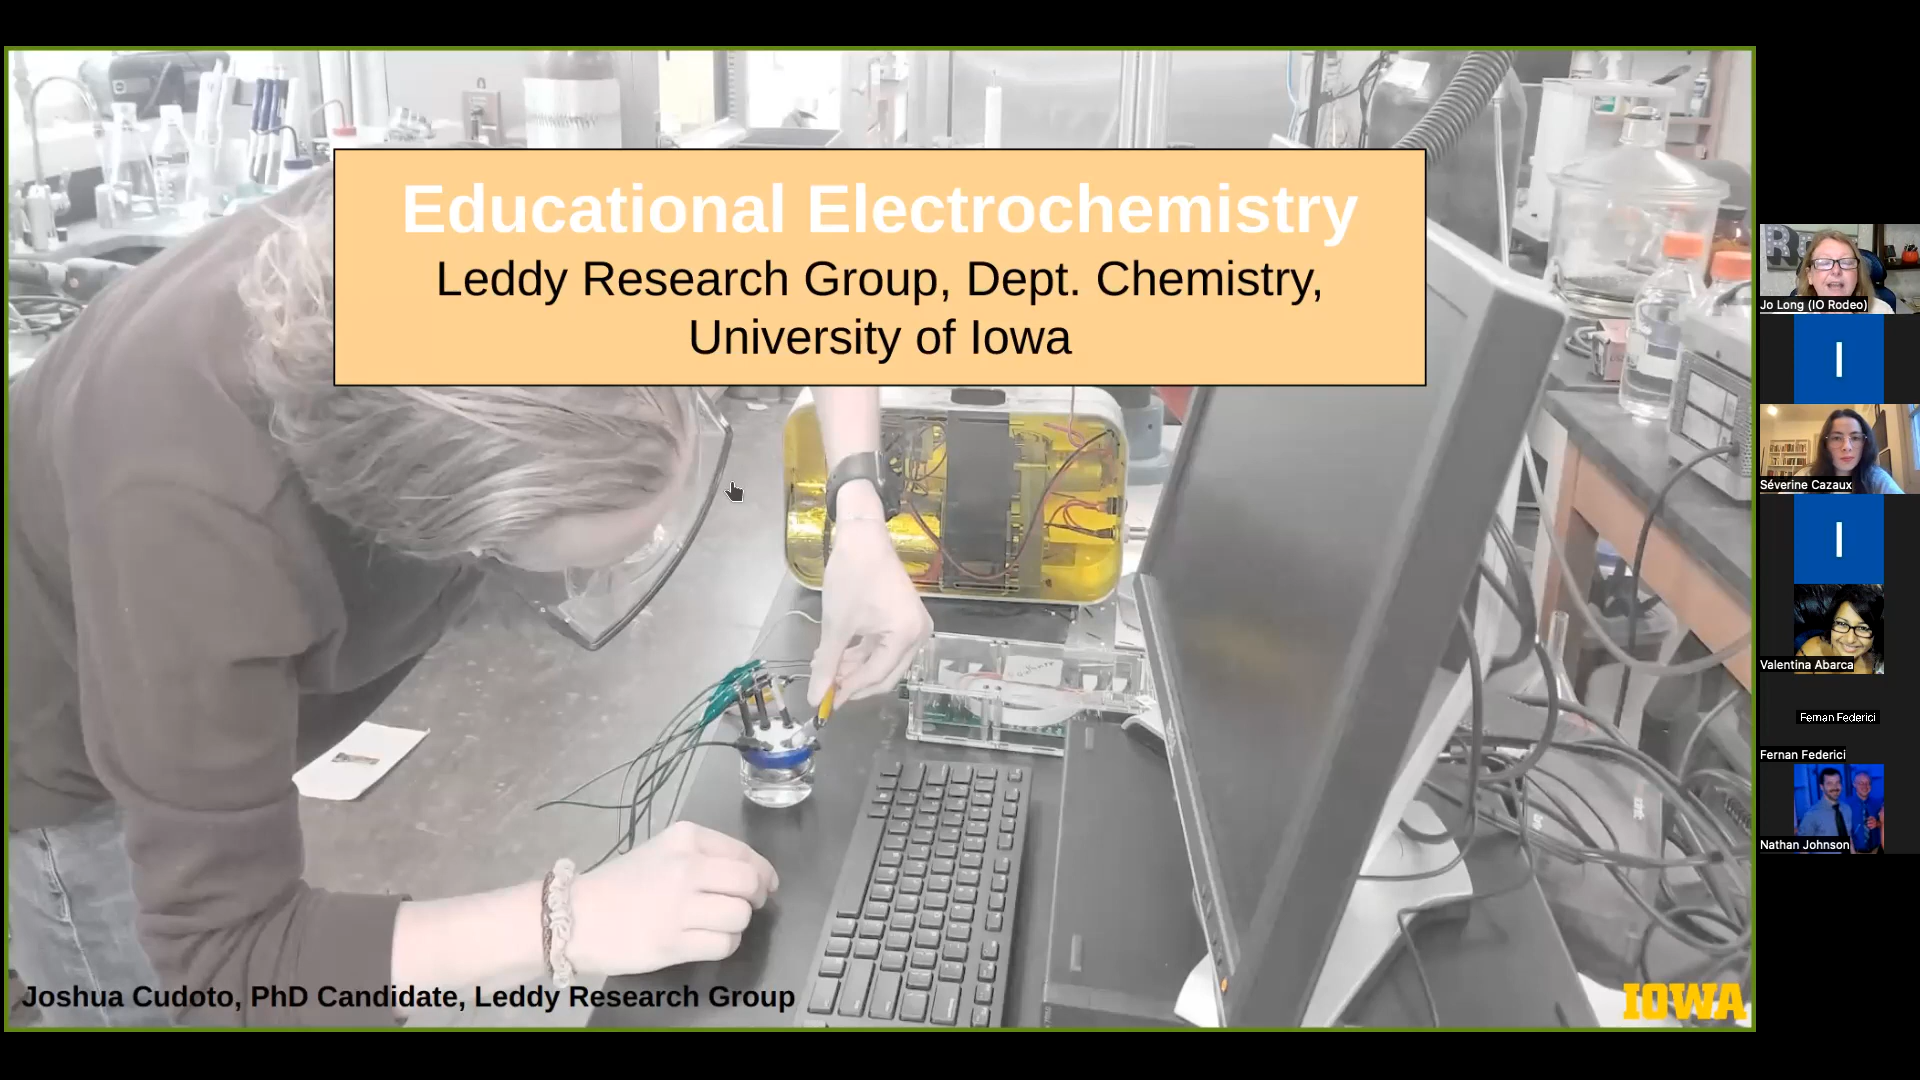 Educational Electrochemistry
Leddy Research Group, Dept. Chemistry,
University of Iowa
Joshua Cudoto, PhD Candidate, Leddy Research Group
IOWA
R
Jo Long (IO Rodeo)
I
Séverine Cazaux
I
Valentina Abarca
Fernan Federici
Fernan Federici
Nathan Johnson